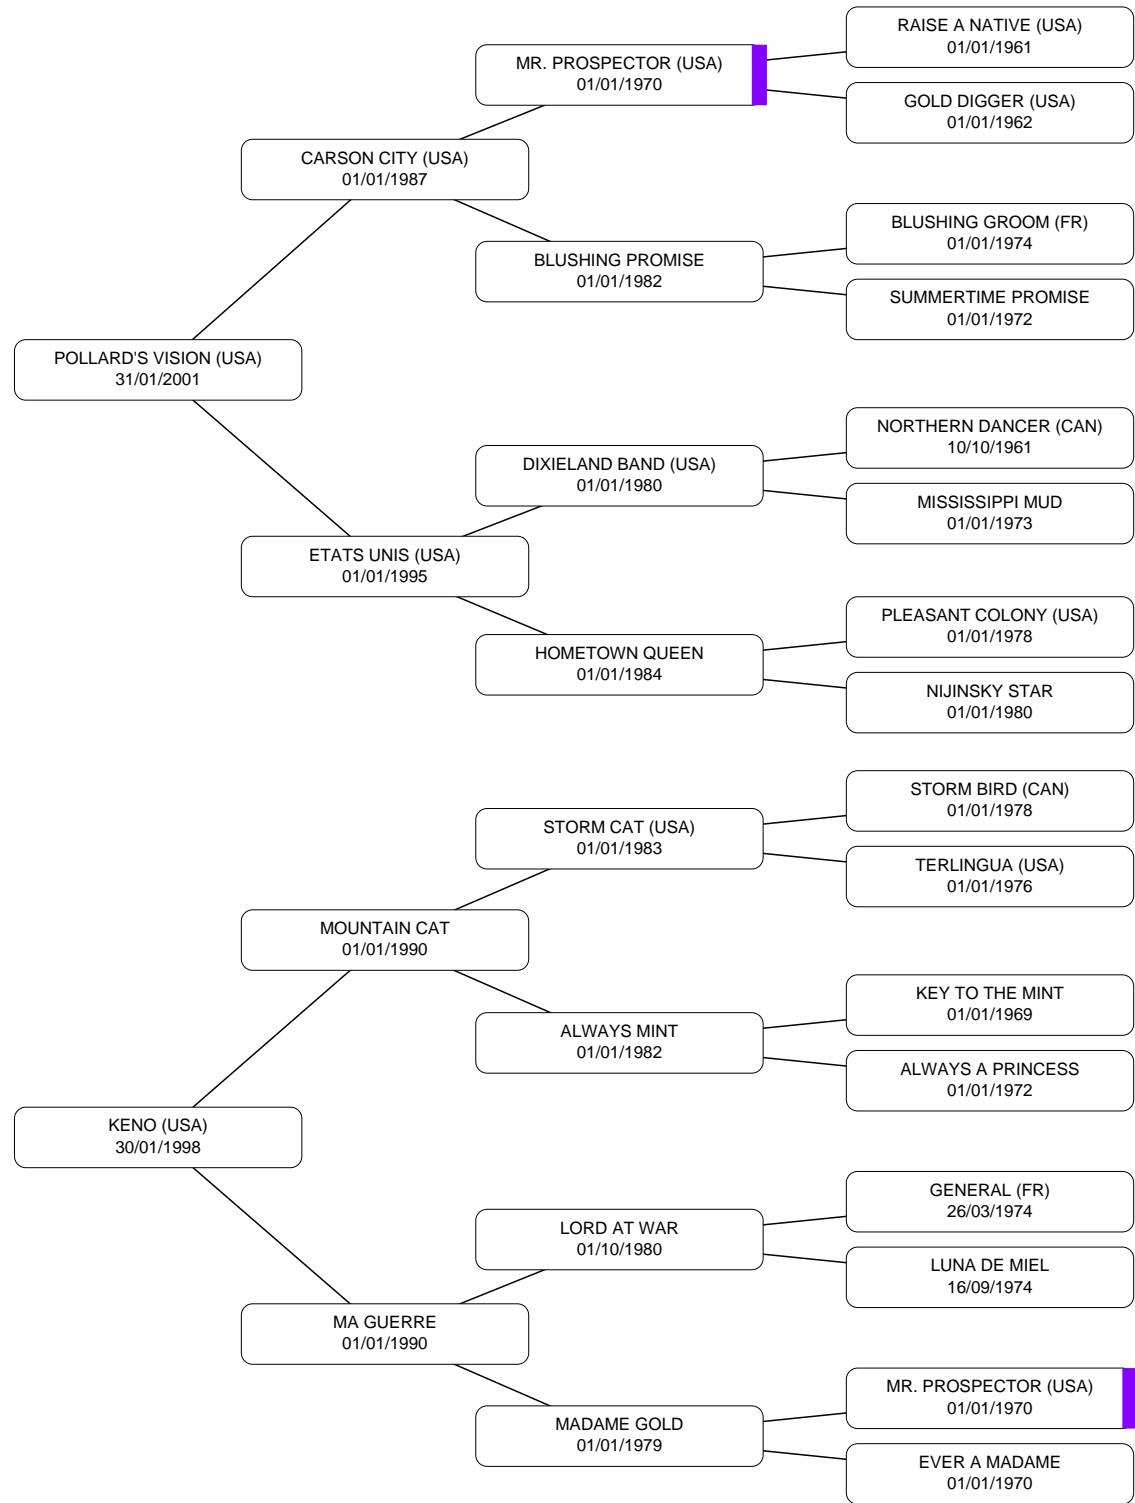 RAISE A NATIVE (USA)
01/01/1961
MR. PROSPECTOR (USA)
01/01/1970
GOLD DIGGER (USA)
01/01/1962
CARSON CITY (USA)
01/01/1987
BLUSHING GROOM (FR)
01/01/1974
BLUSHING PROMISE
01/01/1982
SUMMERTIME PROMISE
01/01/1972
POLLARD'S VISION (USA)
31/01/2001
NORTHERN DANCER (CAN)
10/10/1961
DIXIELAND BAND (USA)
01/01/1980
MISSISSIPPI MUD
01/01/1973
ETATS UNIS (USA)
01/01/1995
PLEASANT COLONY (USA)
01/01/1978
HOMETOWN QUEEN
01/01/1984
NIJINSKY STAR
01/01/1980
STORM BIRD (CAN)
01/01/1978
STORM CAT (USA)
01/01/1983
TERLINGUA (USA)
01/01/1976
MOUNTAIN CAT
01/01/1990
KEY TO THE MINT
01/01/1969
ALWAYS MINT
01/01/1982
ALWAYS A PRINCESS
01/01/1972
KENO (USA)
30/01/1998
GENERAL (FR)
26/03/1974
LORD AT WAR
01/10/1980
LUNA DE MIEL
16/09/1974
MA GUERRE
01/01/1990
MR. PROSPECTOR (USA)
01/01/1970
MADAME GOLD
01/01/1979
EVER A MADAME
01/01/1970